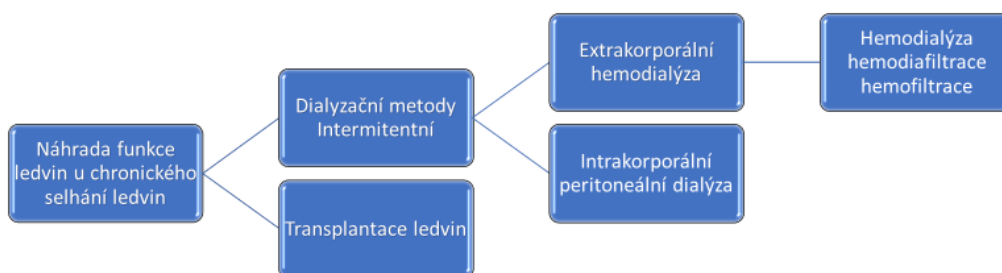 Náhrada funkce
ledvin u chronického
selhání ledvin
Dialyzační metody
Intermitentní
Transplantace ledvin
Extrakorporální
hemodialýza
Intrakorporální
peritoneální dialýza
Hemodialýza
hemodiafiltrace
hemofiltrace